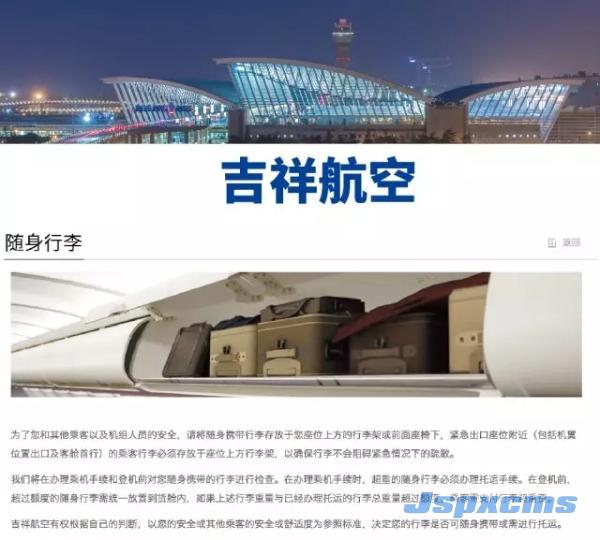 吉祥航空
随身行李
返回
为了您和其他乘客以及机组人员的安全，请将随身携带行李存放于您座位上方的行李架或前面座椅下，紧急出口座位附近（包括机翼
位置出口及客舱首行）的乘客行李必须存放于座位上方行李架，以确保行李不会阻碍紧急情况下的疏散。
我们将在办理乘机手续和登机前对您随身携带的行李进行检查。在办理乘机手续时，超重的随身行李必须办理托运手续。在登机前，
超过额度的随身行李需统一放置到货舱内，如果上述行李重量与已经办理托运的行李总重量超过额度，
吉祥航空有权根据自己的判断，以您的安全或其他乘客的安全或舒适度为参照标准，决定您的行李是否可随身携带或需进行托运。
Jspxcms